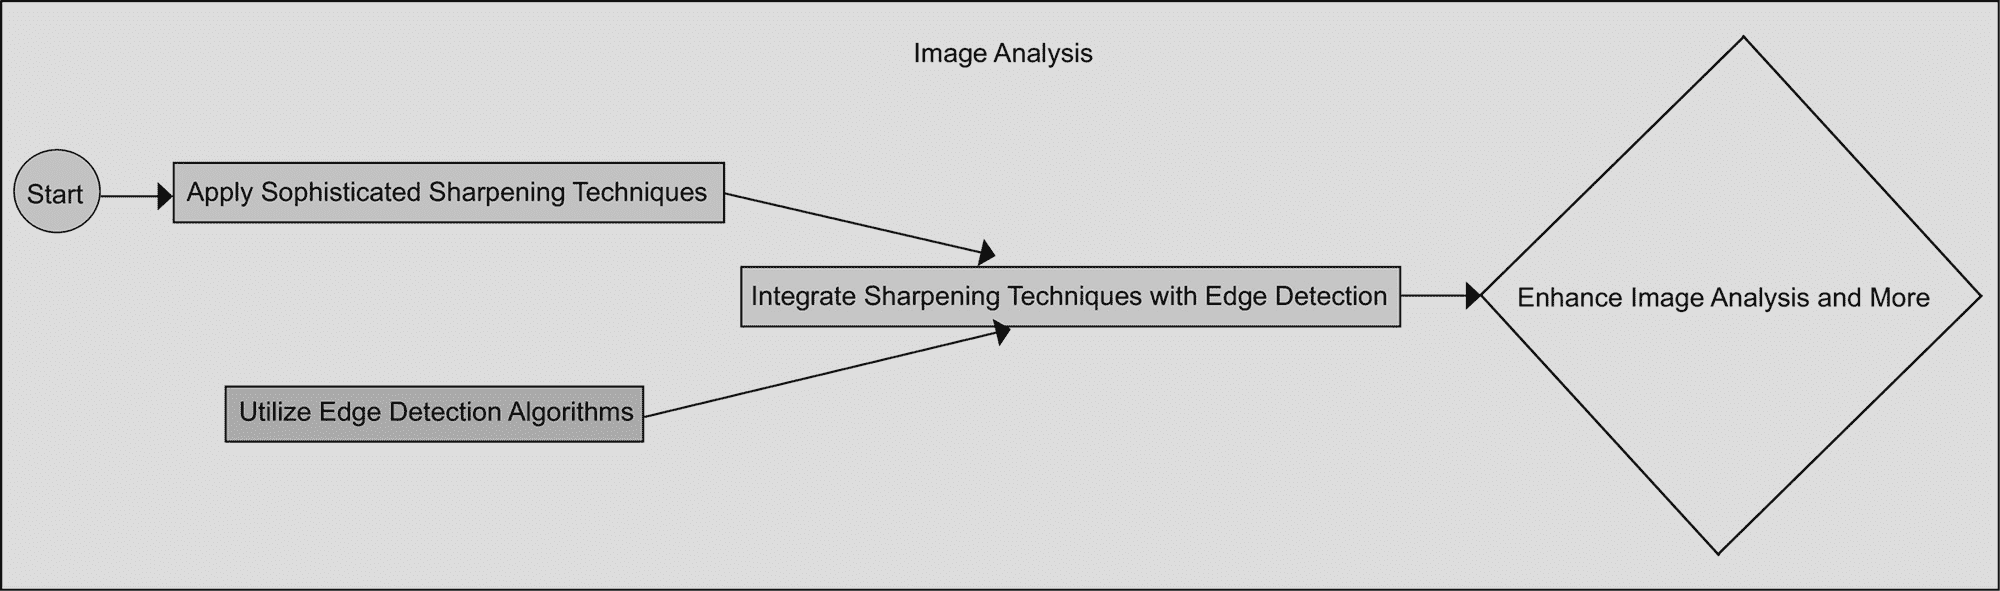 Image Analysis
Start
Apply Sophisticated Sharpening Techniques
Integrate Sharpening Techniques with Edge Detection
Enhance Image Analysis and More
Utilize Edge Detection Algorithms